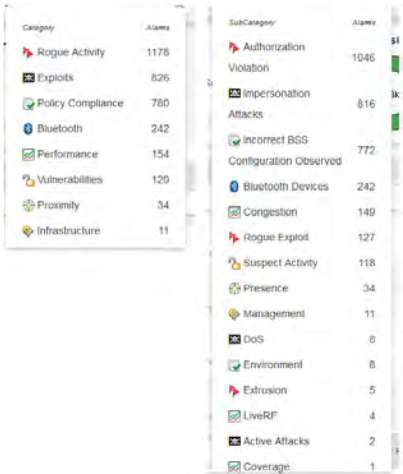 Category Alarms
Rogue Activity 1178
Exploits 826
Policy Compliance 780
Bluetooth 242
Performance 154
Vulnerabilities 120
Proximity 34
Infrastructure 11
SubCategory Alarms
Authorization
Violation 1046
Impersonation
Attacks 816
Incorrect BSS
Configuration Observed 772
Bluetooth Devices 242
Congestion 149
Rogue Exploit 127
Suspect Activity 118
Presence 34
Management 11
DoS 8
Environment 8
Extrusion 5
LiveRF 4
Active Attacks 2
Coverage 1